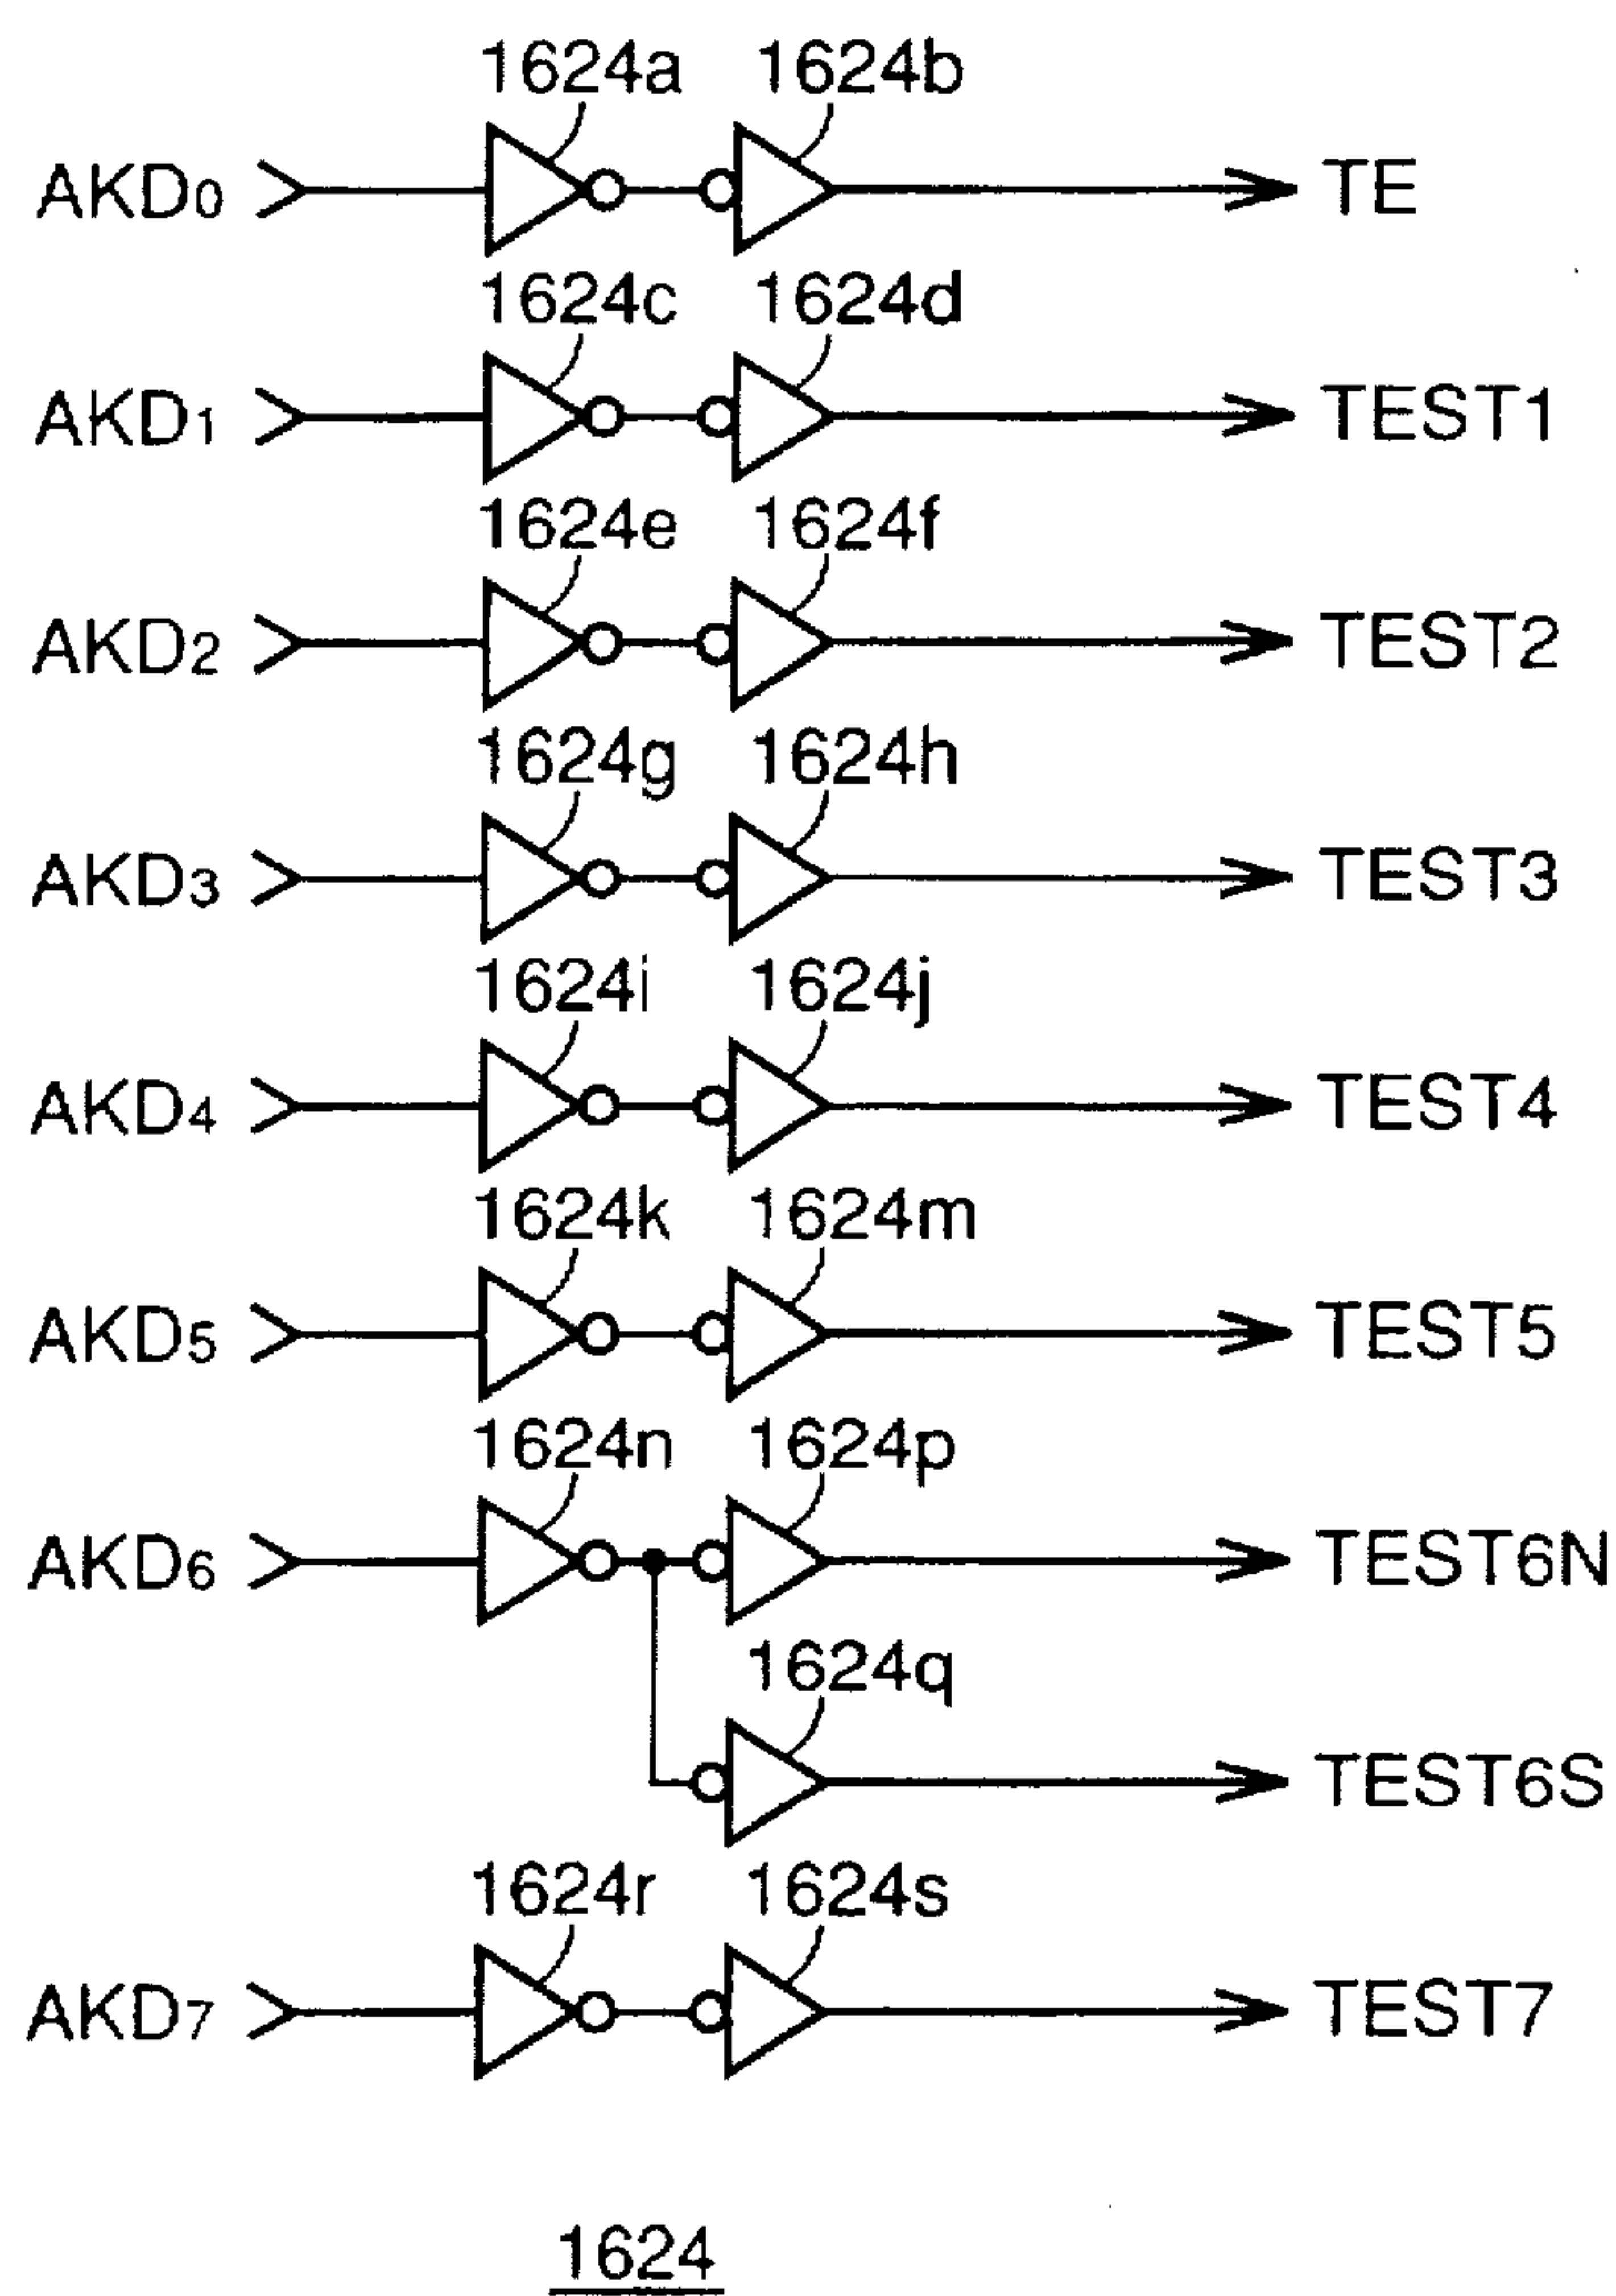 1624a 1624b
AKD0 TE
1624c 1624d
AKD1 TEST1
1624e 1624f
AKD2 TEST2
1624g 1624h
AKD3 TEST3
1624i 1624j
AKD4 TEST4
1624k 1624m
AKD5 TEST5
1624n 1624p
AKD6 TEST6N
1624q
TEST6S
1624r 1624s
AKD7 TEST7
1624